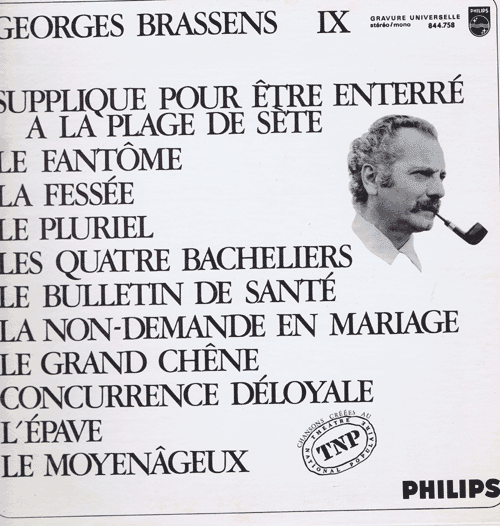 GEORGES BRASSENS IX
GRAVURE UNIVERSELLE
stéréo/mono 844.758
PHILIPS
SUPPLIQUE POUR ÊTRE ENTERRÉ
A LA PLAGE DE SÈTE
LE FANTÔME
LA FESSÉE
LE PLURIEL
LES QUATRE BACHELIERS
LE BULLETIN DE SANTÉ
LA NON-DEMANDE EN MARIAGE
LE GRAND CHÊNE
CONCURRENCE DÉLOYALE
L'ÉPAVE
LE MOYENÂGEUX
CHANSONS CRÉÉES AU
THÉATRE NATIONAL POPULAIRE
TNP
PHILIPS